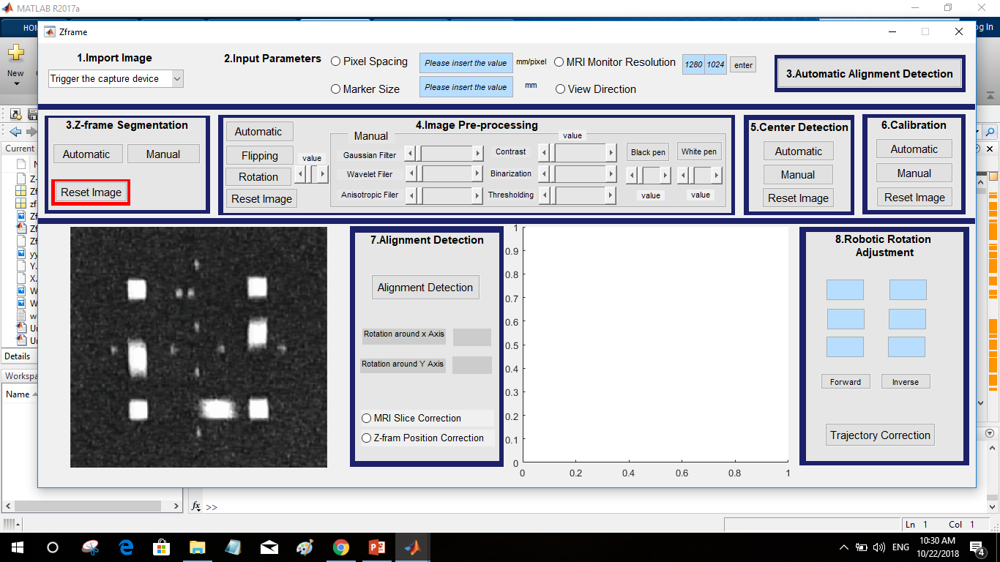 MATLAB R2017a
HOM
og In
Zframe
New
1.Import Image
Trigger the capture device
2.Input Parameters
Pixel Spacing
Please insert the value
mm/pixel
MRI Monitor Resolution
1280
1024
enter
Marker Size
Please insert the value
mm
View Direction
3.Automatic Alignment Detection
3.Z-frame Segmentation
Automatic
Manual
Reset Image
4.Image Pre-processing
Automatic
Flipping
Rotation
Reset Image
value
Manual
value
Gaussian Filter
Contrast
Wavelet Filer
Binarization
Anisotropic Filer
Thresholding
Black pen
White pen
value
value
5.Center Detection
Automatic
Manual
Reset Image
6.Calibration
Automatic
Manual
Reset Image
Current
N
Z-
Zf
zf
Zf
Zf
Zf
yy
Y.
X.
W
W
w
Ur
Ur
Details
Workspa
Name
7.Alignment Detection
Alignment Detection
Rotation around x Axis
Rotation around Y Axis
MRI Slice Correction
Z-fram Position Correction
1
0.9
0.8
0.7
0.6
0.5
0.4
0.3
0.2
0.1
0
0 0.2 0.4 0.6 0.8 1
8.Robotic Rotation
Adjustment
Forward
Inverse
Trajectory Correction
fx >>
Ln 1 Col 1
ENG
10:30 AM
10/22/2018
4